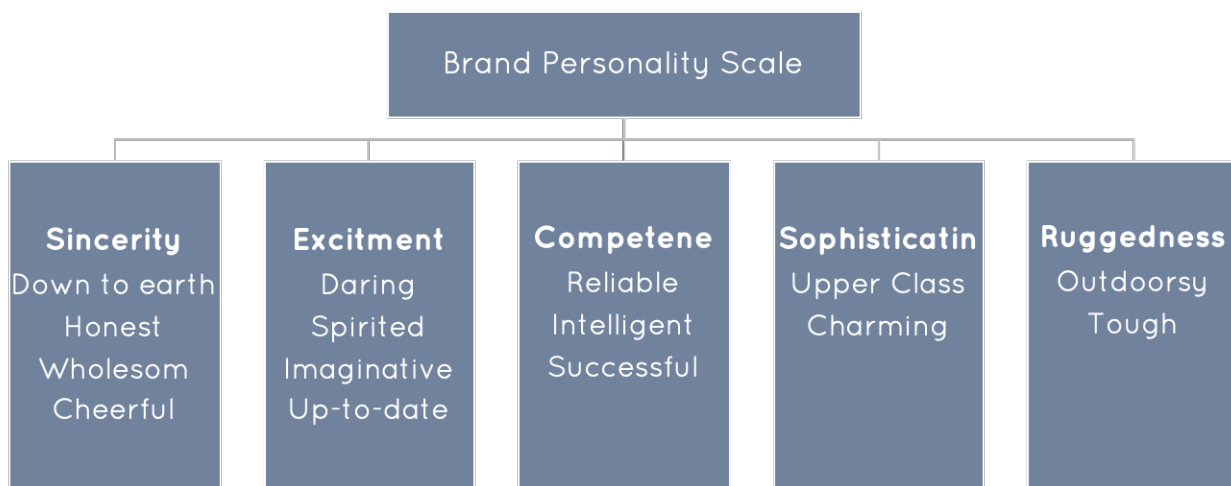 Brand Personality Scale
Sincerity
Down to earth
Honest
Wholesom
Cheerful
Excitment
Daring
Spirited
Imaginative
Up-to-date
Competene
Reliable
Intelligent
Successful
Sophisticatin
Upper Class
Charming
Ruggedness
Outdoorsy
Tough